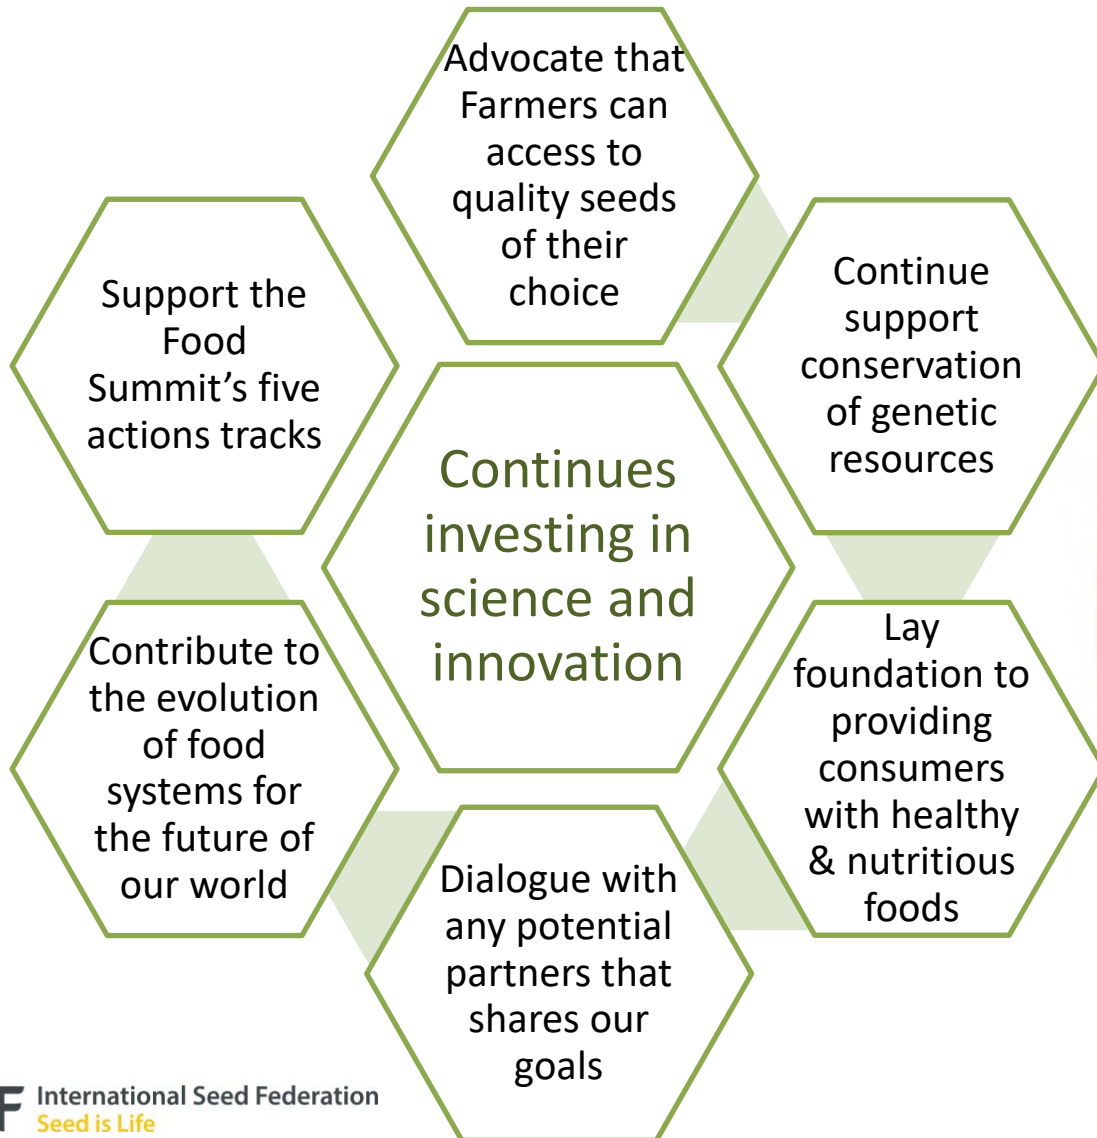 Advocate that
Farmers can
access to
quality seeds
of their
choice
Continue
support
conservation
of genetic
resources
Lay
foundation to
providing
consumers
with healthy
& nutritious
foods
Dialogue with
any potential
partners that
shares our
goals
Contribute to
the evolution
of food
systems for
the future of
our world
Support the
Food
Summit’s five
actions tracks
Continues
investing in
science and
innovation
F International Seed Federation
Seed is Life